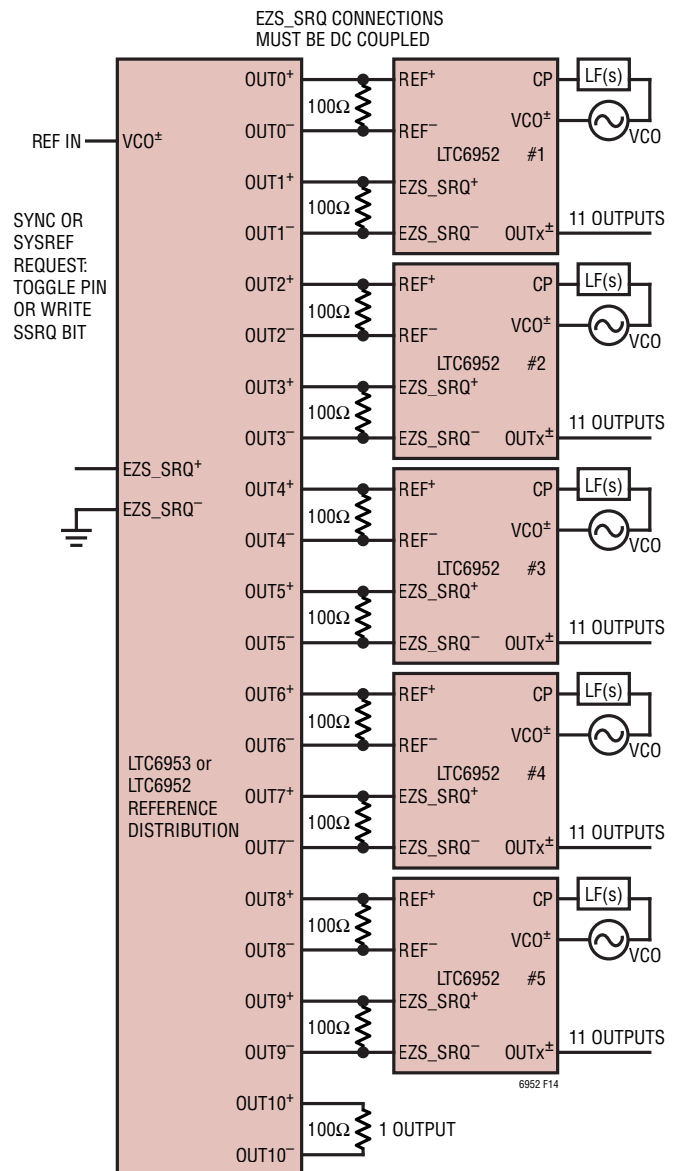 EZS_SRQ CONNECTIONS
MUST BE DC COUPLED
REF IN
VCO±
SYNC OR
SYSREF
REQUEST:
TOGGLE PIN
OR WRITE
SSRQ BIT
EZS_SRQ+
EZS_SRQ–
LTC6953 or
LTC6952
REFERENCE
DISTRIBUTION
OUT0+
100Ω
OUT0–
OUT1+
100Ω
OUT1–
REF+
CP
LF(s)
VCO±
VCO
REF–
LTC6952 #1
EZS_SRQ+
EZS_SRQ– OUTx±
11 OUTPUTS
OUT2+
100Ω
OUT2–
OUT3+
100Ω
OUT3–
REF+
CP
LF(s)
VCO±
VCO
REF–
LTC6952 #2
EZS_SRQ+
EZS_SRQ– OUTx±
11 OUTPUTS
OUT4+
100Ω
OUT4–
OUT5+
100Ω
OUT5–
REF+
CP
LF(s)
VCO±
VCO
REF–
LTC6952 #3
EZS_SRQ+
EZS_SRQ– OUTx±
11 OUTPUTS
OUT6+
100Ω
OUT6–
OUT7+
100Ω
OUT7–
REF+
CP
LF(s)
VCO±
VCO
REF–
LTC6952 #4
EZS_SRQ+
EZS_SRQ– OUTx±
11 OUTPUTS
OUT8+
100Ω
OUT8–
OUT9+
100Ω
OUT9–
REF+
CP
LF(s)
VCO±
VCO
REF–
LTC6952 #5
EZS_SRQ+
EZS_SRQ– OUTx±
11 OUTPUTS
6952 F14
OUT10+
100Ω
1 OUTPUT
OUT10–